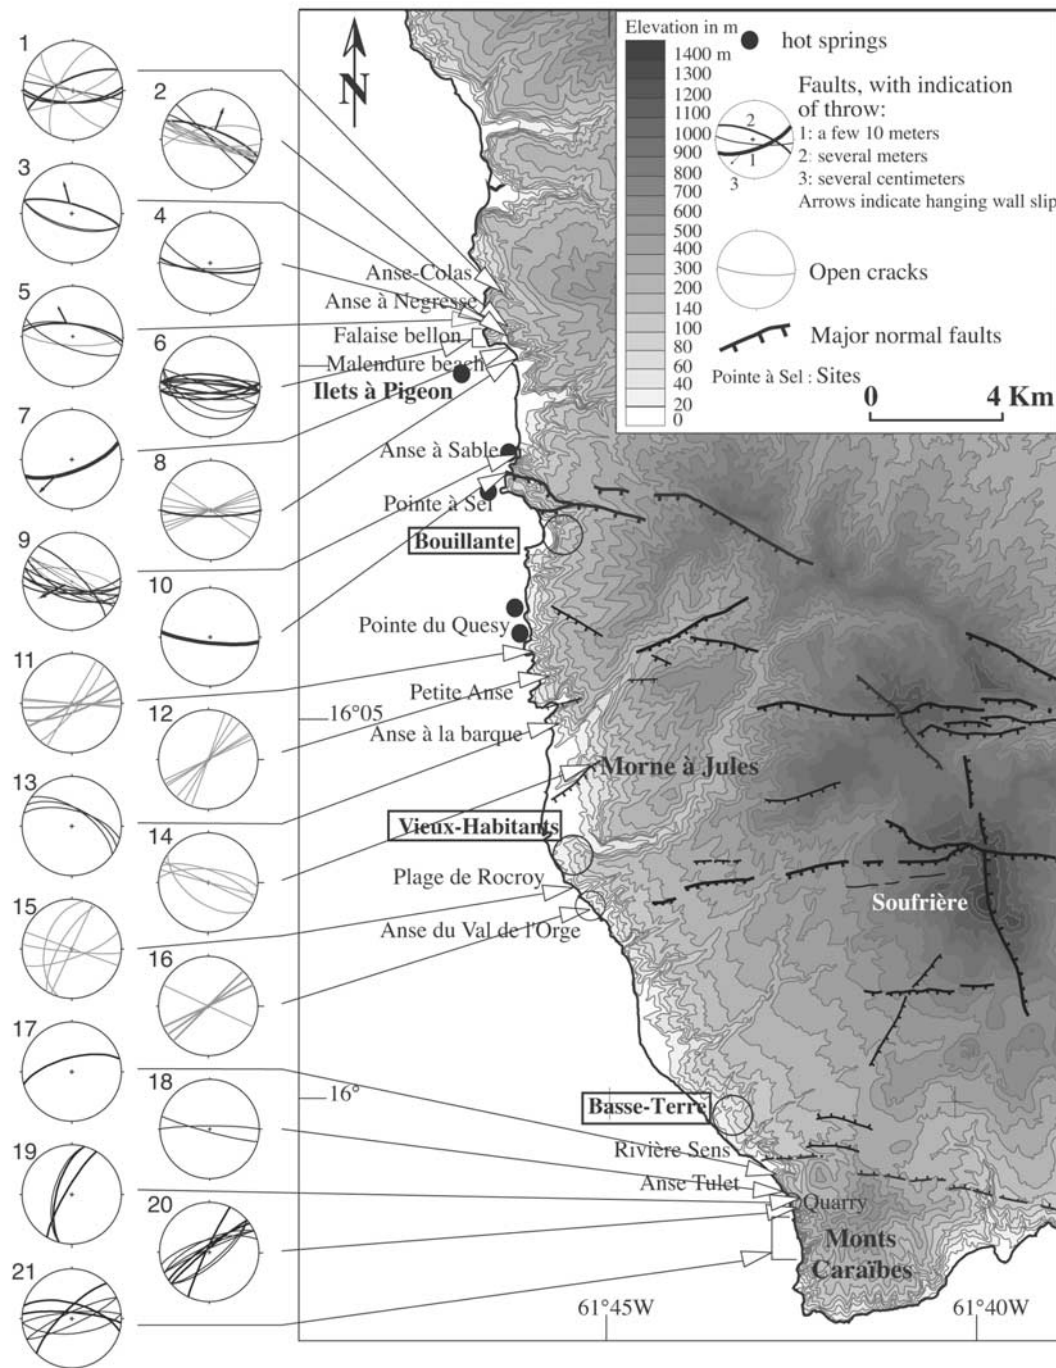 1
2
3
4
5
6
7
8
9
10
11
12
13
14
15
16
17
18
19
20
21
N
Elevation in m
1400 m
1300
1200
1100
1000
900
800
700
600
500
400
300
200
140
100
80
60
40
20
0
hot springs
Faults, with indication
of throw:
1: a few 10 meters
2: several meters
3: several centimeters
Arrows indicate hanging wall slip
2
1
3
Open cracks
Major normal faults
Pointe à Sel : Sites
0 4 Km
Anse-Colas
Anse à Negresse
Falaise bellon
Malendure beach
Ilets à Pigeon
Anse à Sable
Pointe à Sel
Bouillante
Pointe du Quesy
Petite Anse
16°05
Anse à la barque
Morne à Jules
Vieux-Habitants
Plage de Rocroy
Soufrière
Anse du Val de l'Orge
16°
Basse-Terre
Rivière Sens
Anse Tulet
Quarry
Monts
Caraïbes
61°45W
61°40W